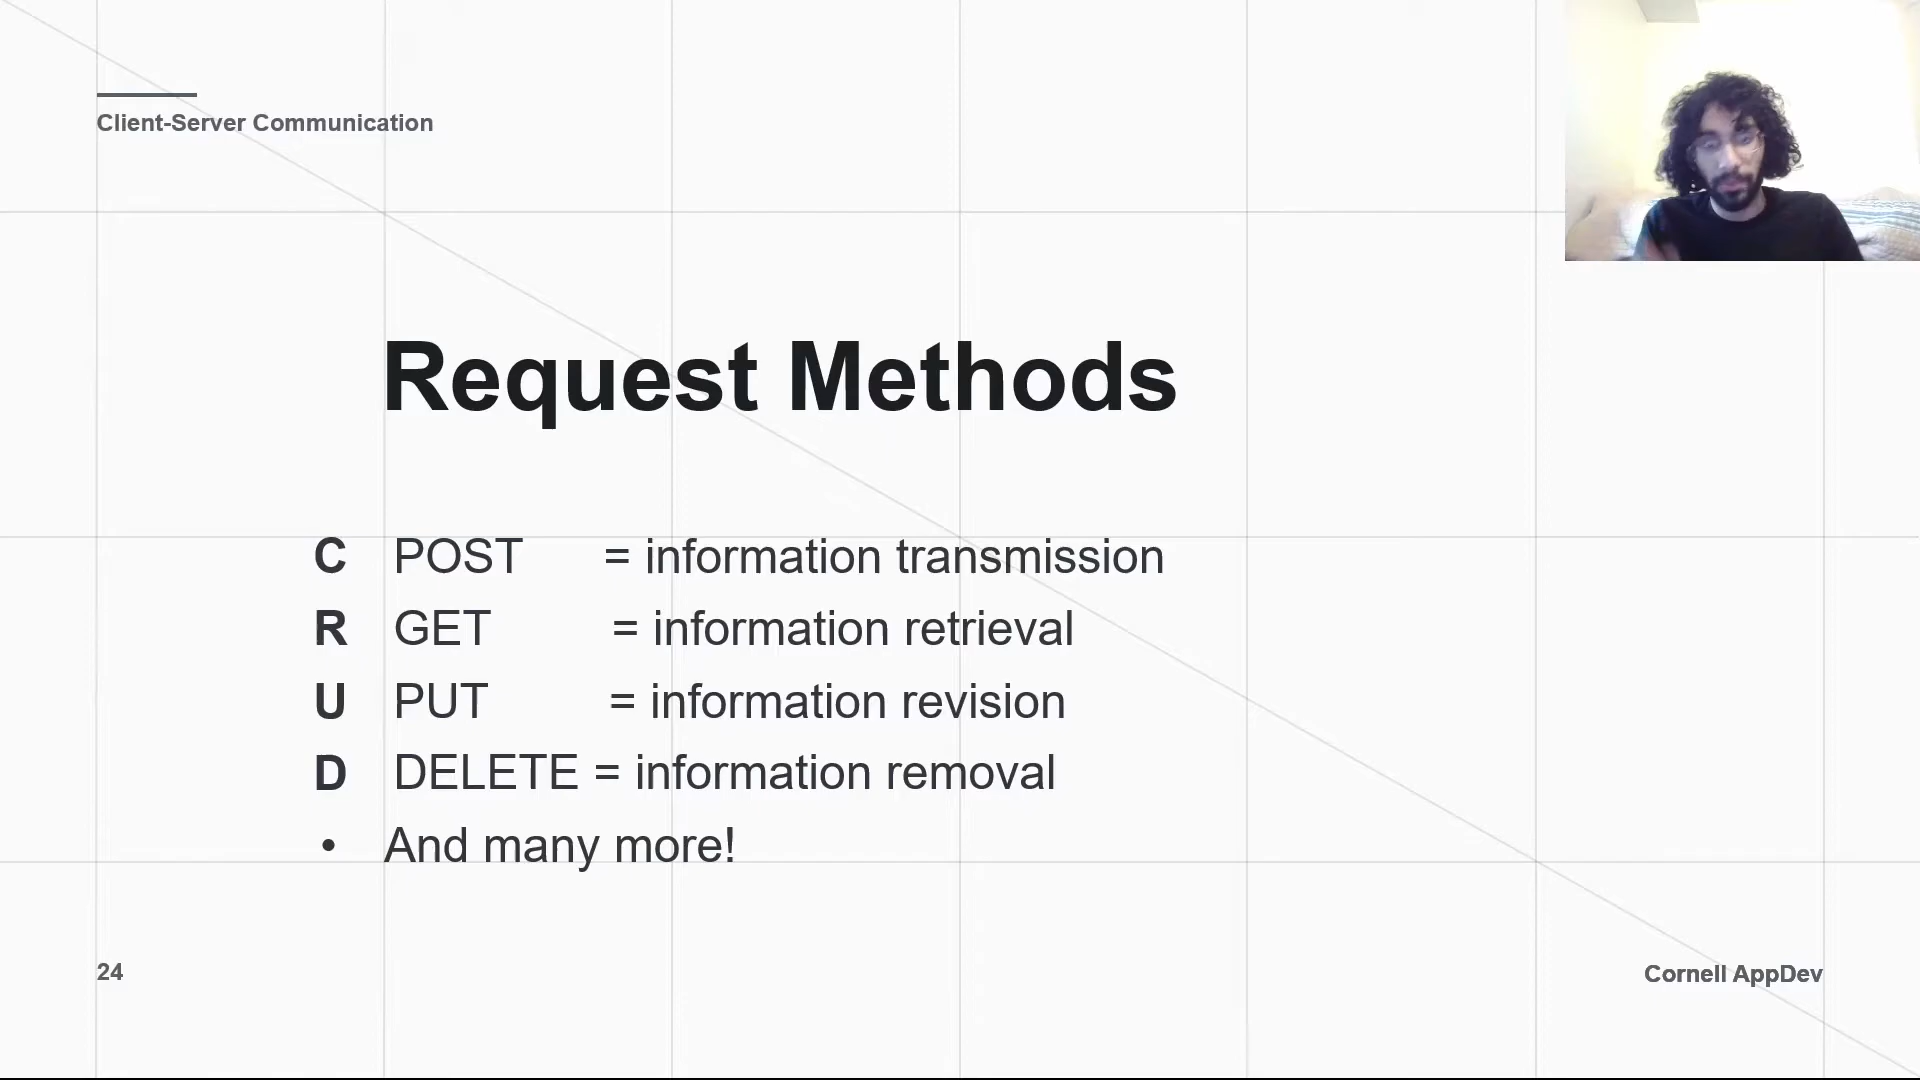 Client-Server Communication
Request Methods
C POST = information transmission
R GET = information retrieval
U PUT = information revision
D DELETE = information removal
• And many more!
24
Cornell AppDev